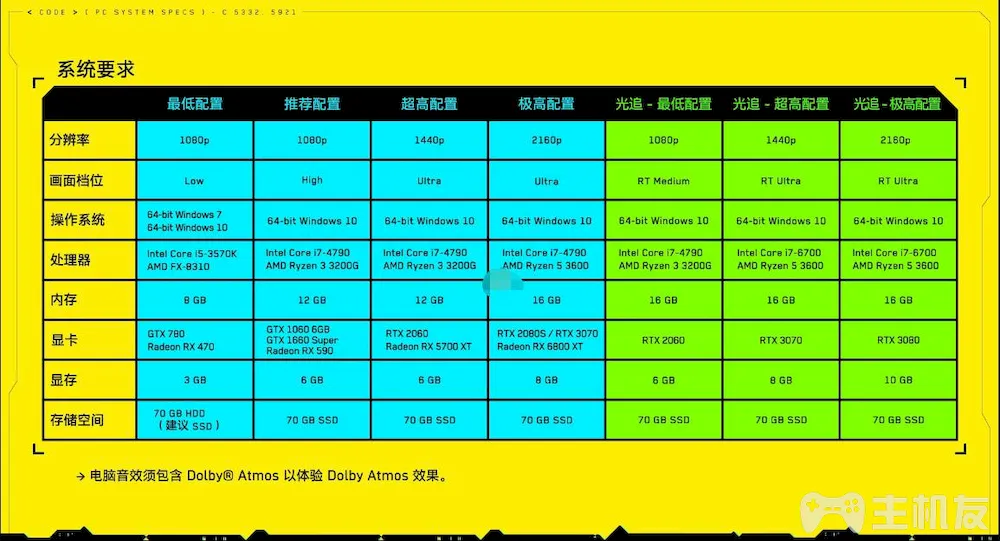 < CODE > [ PC SYSTEM SPECS ] - C 5332. 5921
系统要求
最低配置 推荐配置 超高配置 极高配置 光追 - 最低配置 光追 - 超高配置 光追 - 极高配置
分辨率 1080p 1080p 1440p 2160p 1080p 1440p 2160p
画面档位 Low High Ultra Ultra RT Medium RT Ultra RT Ultra
操作系统 64-bit Windows 7 64-bit Windows 10 64-bit Windows 10 64-bit Windows 10 64-bit Windows 10 64-bit Windows 10 64-bit Windows 10
64-bit Windows 10
处理器 Intel Core i5-3570K Intel Core i7-4790 Intel Core i7-4790 Intel Core i7-4790 Intel Core i7-4790 Intel Core i7-6700 Intel Core i7-6700
AMD FX-8310 AMD Ryzen 3 3200G AMD Ryzen 3 3200G AMD Ryzen 5 3600 AMD Ryzen 3 3200G AMD Ryzen 5 3600 AMD Ryzen 5 3600
内存 8 GB 12 GB 12 GB 16 GB 16 GB 16 GB 16 GB
显卡 GTX 780 GTX 1060 6GB RTX 2060 RTX 2080S / RTX 3070 RTX 2060 RTX 3070 RTX 3080
Radeon RX 470 GTX 1660 Super Radeon RX 5700 XT Radeon RX 6800 XT
Radeon RX 590
显存 3 GB 6 GB 6 GB 8 GB 6 GB 8 GB 10 GB
存储空间 70 GB HDD 70 GB SSD 70 GB SSD 70 GB SSD 70 GB SSD 70 GB SSD 70 GB SSD
（建议 SSD）
→ 电脑音效须包含 Dolby® Atmos 以体验 Dolby Atmos 效果。
主机友